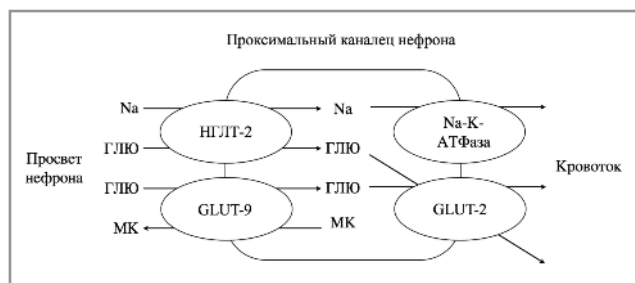 Проксимальный каналец нефрона
Na
Na
НГЛТ-2
Na-K-
АТФаза
ГЛЮ
ГЛЮ
Просвет
нефрона
Кровоток
ГЛЮ
ГЛЮ
GLUT-9
GLUT-2
МК
МК